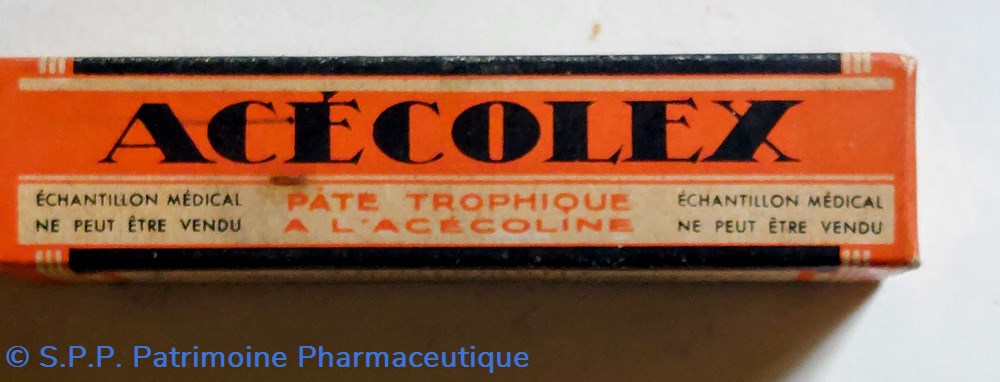 ACÉCOLEX
ÉCHANTILLON MÉDICAL
NE PEUT ÊTRE VENDU
PÂTE TROPHIQUE
A L'ACÉCOLINE
ÉCHANTILLON MÉDICAL
NE PEUT ÊTRE VENDU
© S.P.P. Patrimoine Pharmaceutique